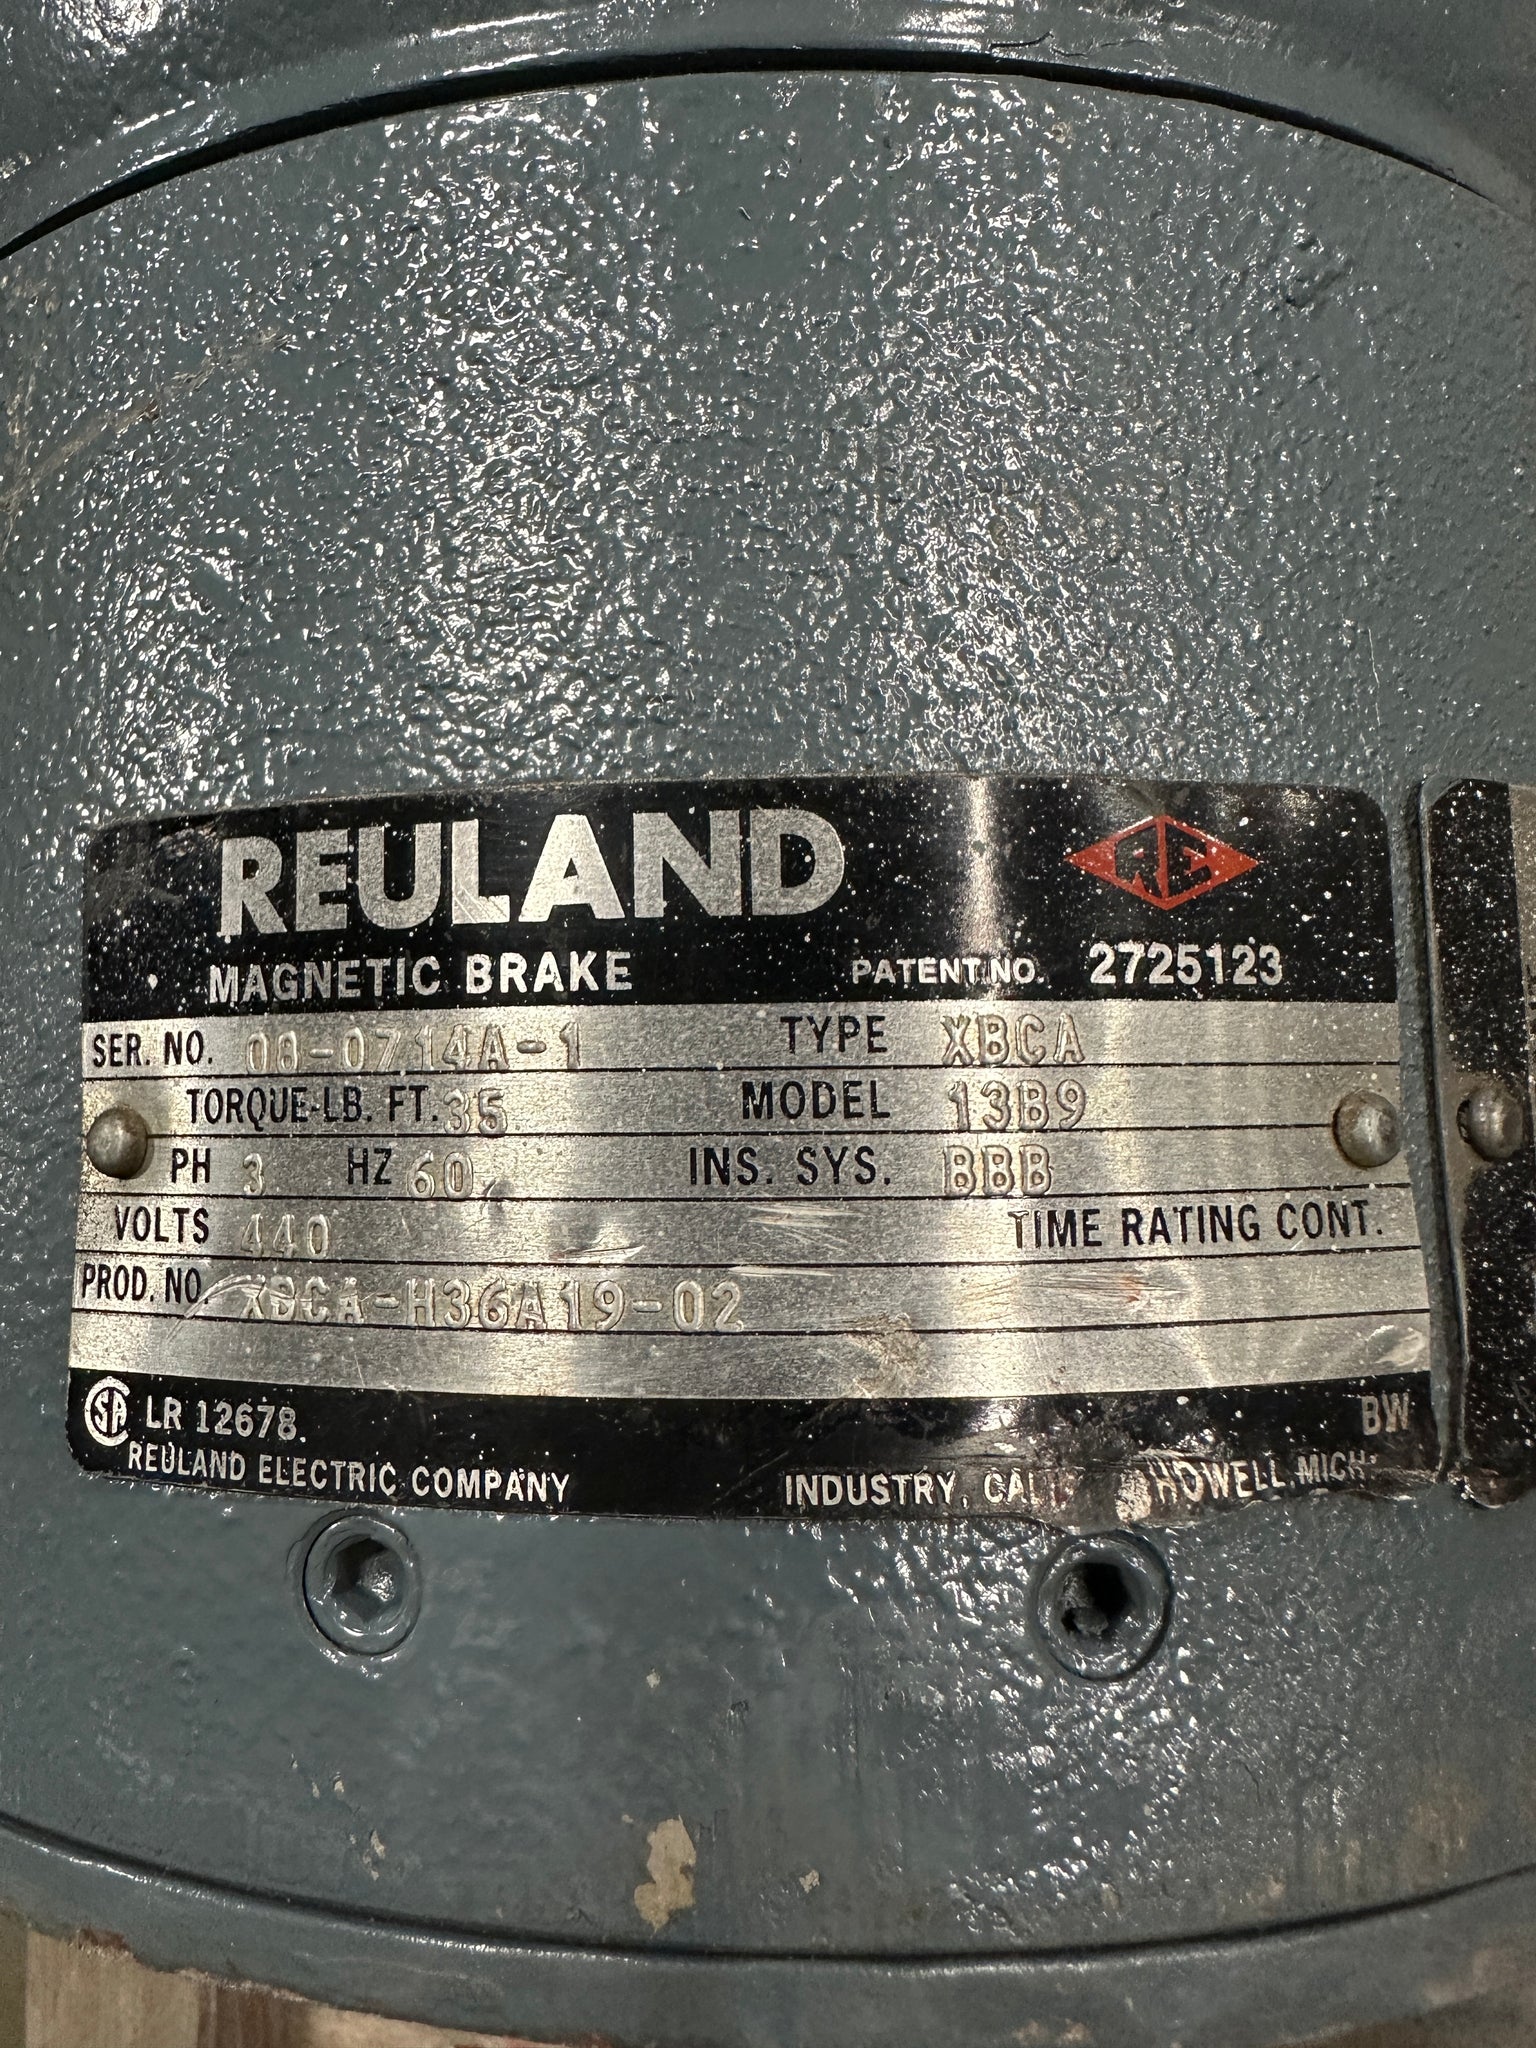 REULAND RE
MAGNETIC BRAKE PATENT NO. 2725123
SER. NO. 08-0714A-1 TYPE XBCA
TORQUE-LB. FT. 35 MODEL 13B9
PH 3 HZ 60 INS. SYS. BBB
VOLTS 440 TIME RATING CONT.
PROD. NO. XBCA-H36A19-02
SA LR 12678 BW
REULAND ELECTRIC COMPANY INDUSTRY, HOWELL, MICH.